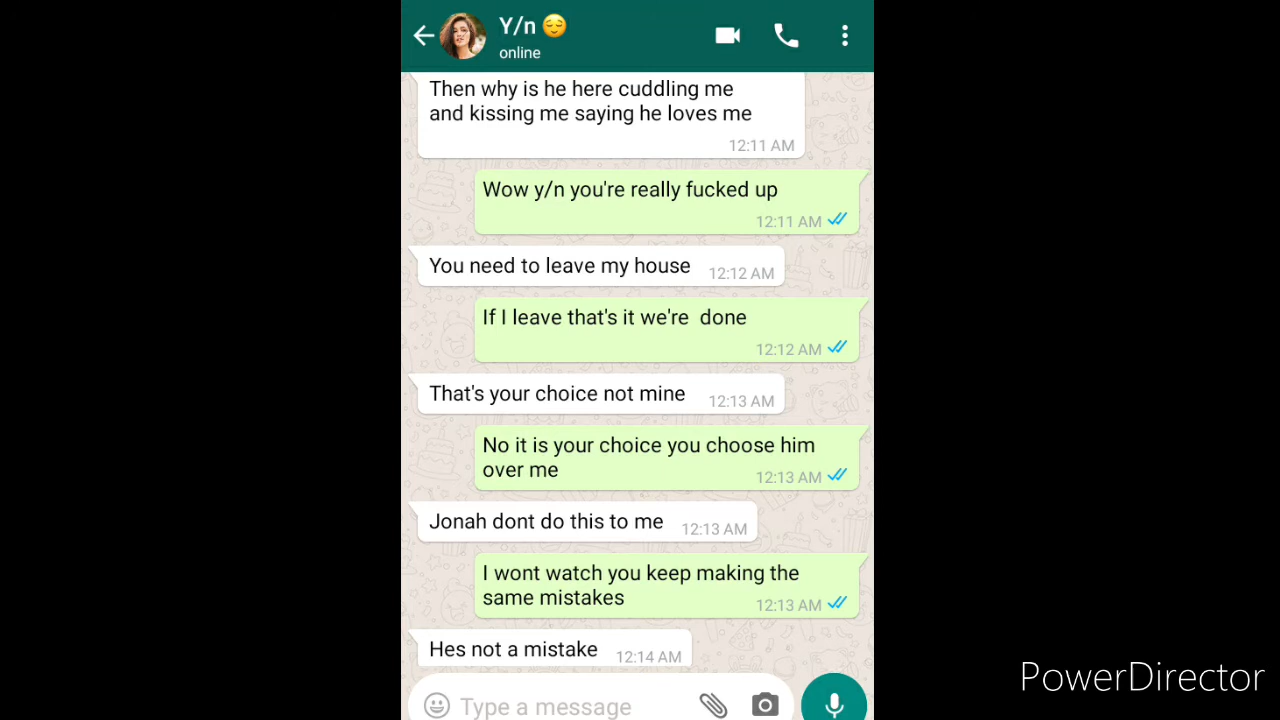 Y/n
online
Then why is he here cuddling me
and kissing me saying he loves me
12:11 AM
Wow y/n you're really fucked up
12:11 AM
You need to leave my house 12:12 AM
If I leave that's it we're  done
12:12 AM
That's your choice not mine 12:13 AM
No it is your choice you choose him
over me 12:13 AM
Jonah dont do this to me 12:13 AM
I wont watch you keep making the
same mistakes 12:13 AM
Hes not a mistake 12:14 AM
Type a message
PowerDirector